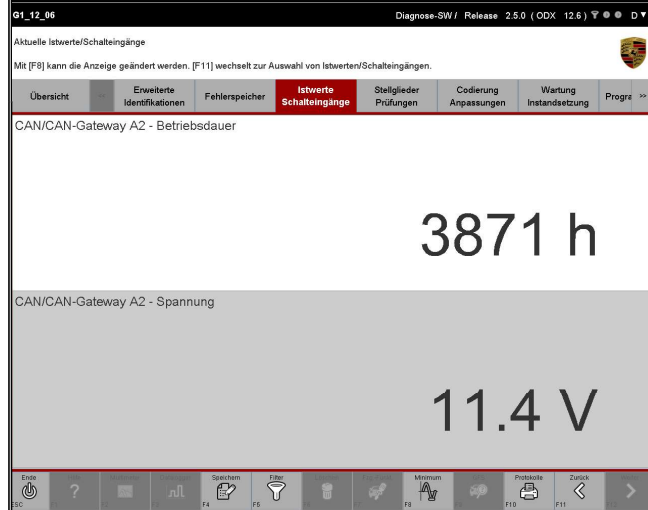 G1_12_06
Diagnose-SW / Release 2.5.0 ( ODX 12.6 ) D
Aktuelle Istwerte/Schalteingänge
Mit [F8] kann die Anzeige geändert werden. [F11] wechselt zur Auswahl von Istwerten/Schalteingängen.
Übersicht
Erweiterte Identifikationen
Fehlerspeicher
Istwerte Schalteingänge
Stellglieder Prüfungen
Codierung Anpassungen
Wartung Instandsetzung
Progra >>
CAN/CAN-Gateway A2 - Betriebsdauer
3871 h
CAN/CAN-Gateway A2 - Spannung
11.4 V
Ende
Speichern
Filter
Minimum
Protokolle
Zurück
ESC
F4
F5
F8
F10
F11